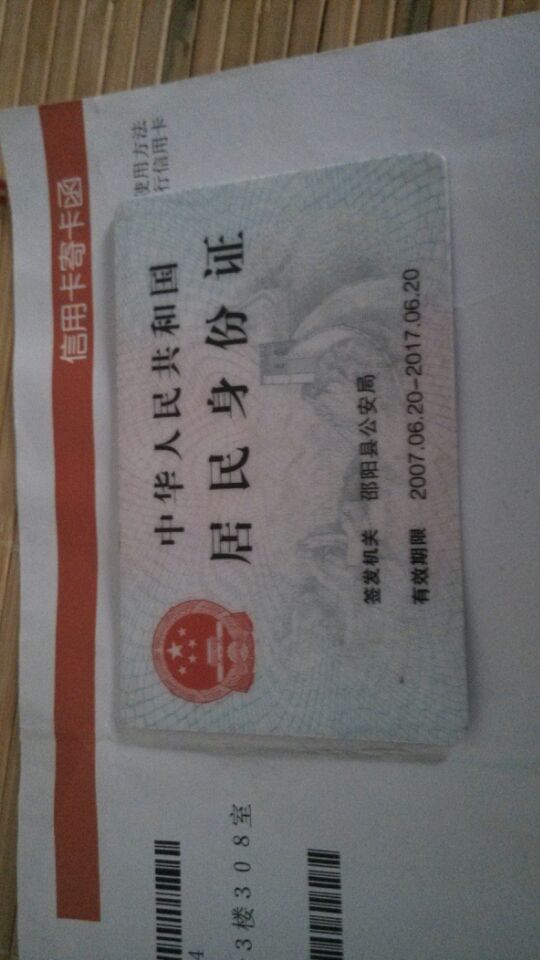 信用卡寄卡函
使用方法
行信用卡
中华人民共和国
居民身份证
签发机关 邵阳县公安局
有效期限 2007.06.20-2017.06.20
3楼308室
4